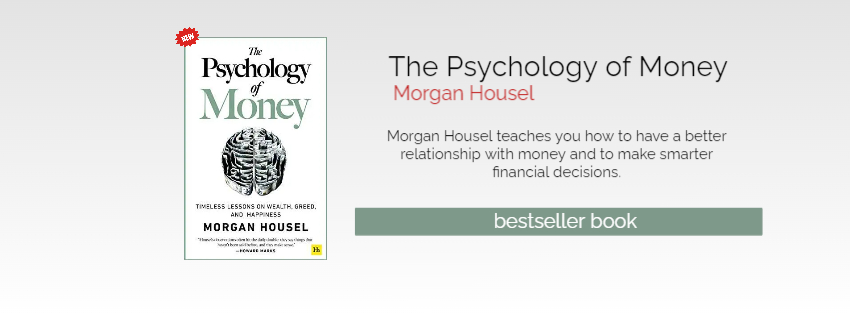 NEW
The
Psychology
of
Money
TIMELESS LESSONS ON WEALTH, GREED,
AND HAPPINESS
MORGAN HOUSEL
—HOWARD MARKS
The Psychology of Money
Morgan Housel
Morgan Housel teaches you how to have a better
relationship with money and to make smarter
financial decisions.
bestseller book